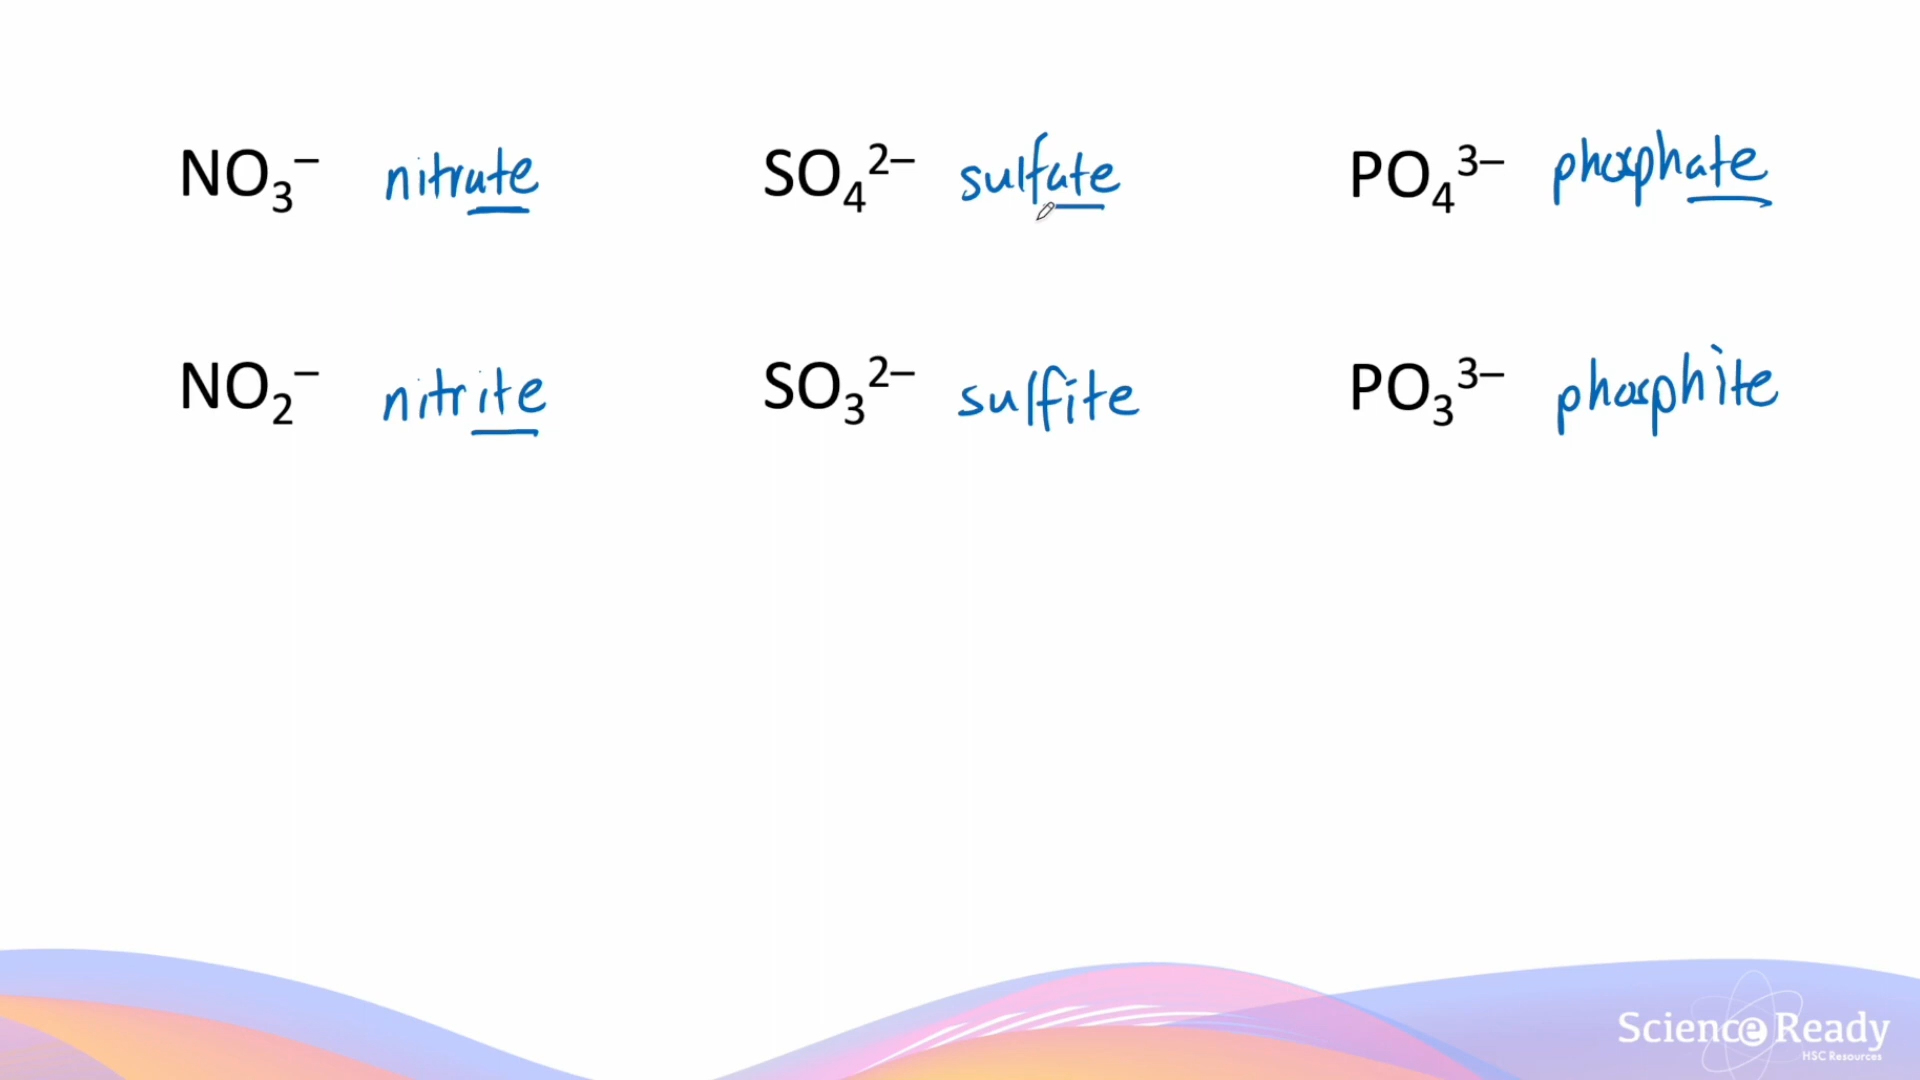 NO₃⁻ nitrate SO₄²⁻ sulfate PO₄³⁻ phosphate
NO₂⁻ nitrite SO₃²⁻ sulfite PO₃³⁻ phosphite
Science Ready
HSC Resources